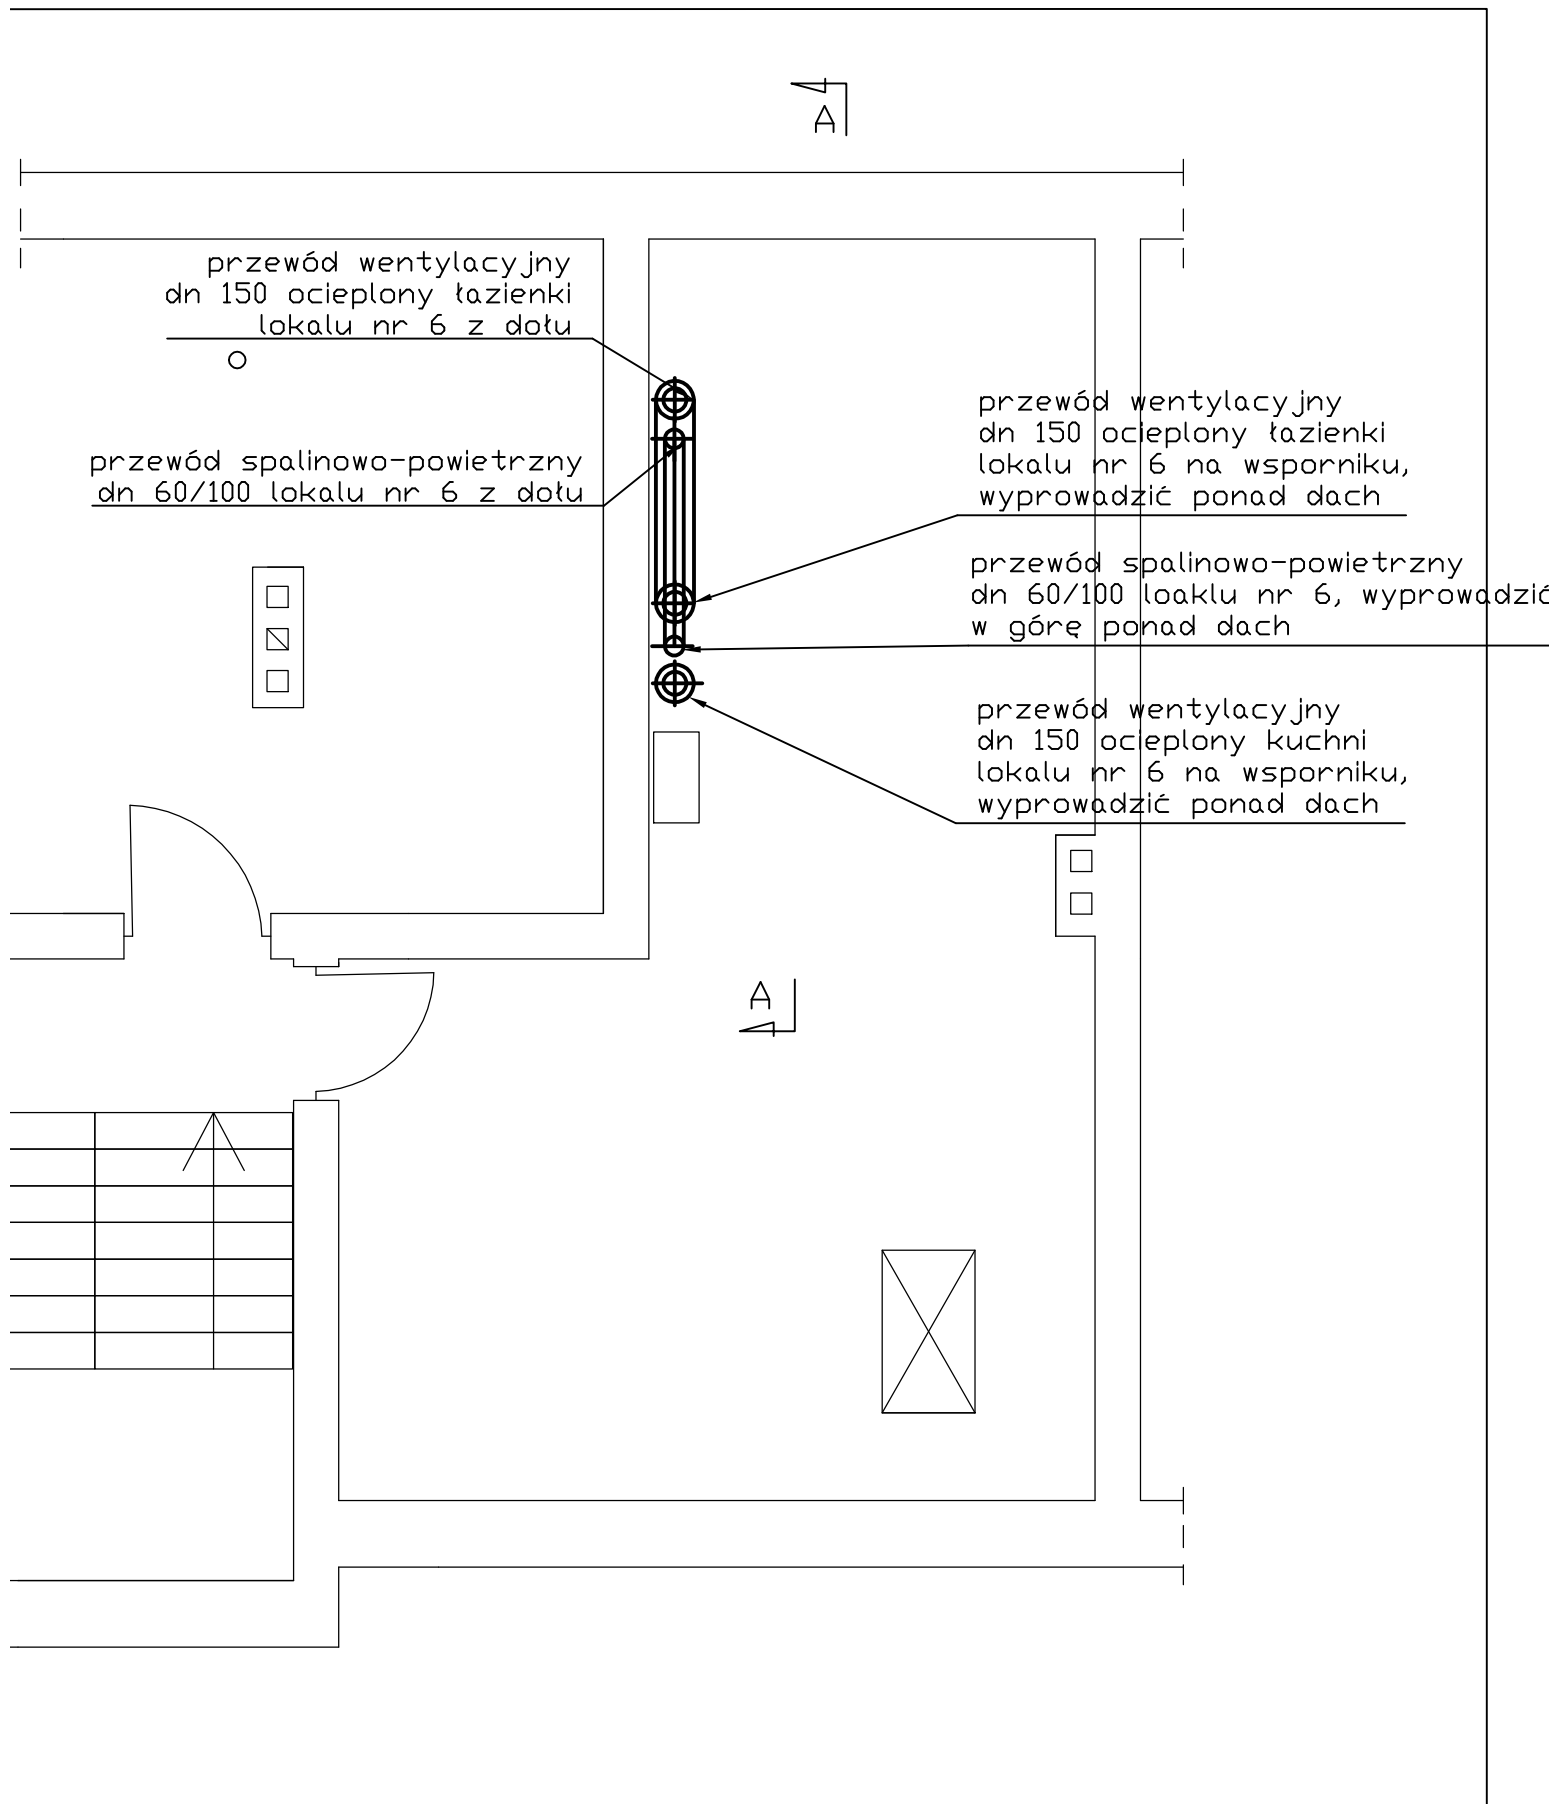 A
przewód wentylacyjny
dn 150 ocieplony łazienki
lokalu nr 6 z dołu
przewód wentylacyjny
dn 150 ocieplony łazienki
lokalu nr 6 na wsporniku,
wyprowadzić ponad dach
przewód spalinowo-powietrzny
dn 60/100 lokalu nr 6 z dołu
przewód spalinowo-powietrzny
dn 60/100 loaklu nr 6, wyprowadzić
w górę ponad dach
przewód wentylacyjny
dn 150 ocieplony kuchni
lokalu nr 6 na wsporniku,
wyprowadzić ponad dach
A